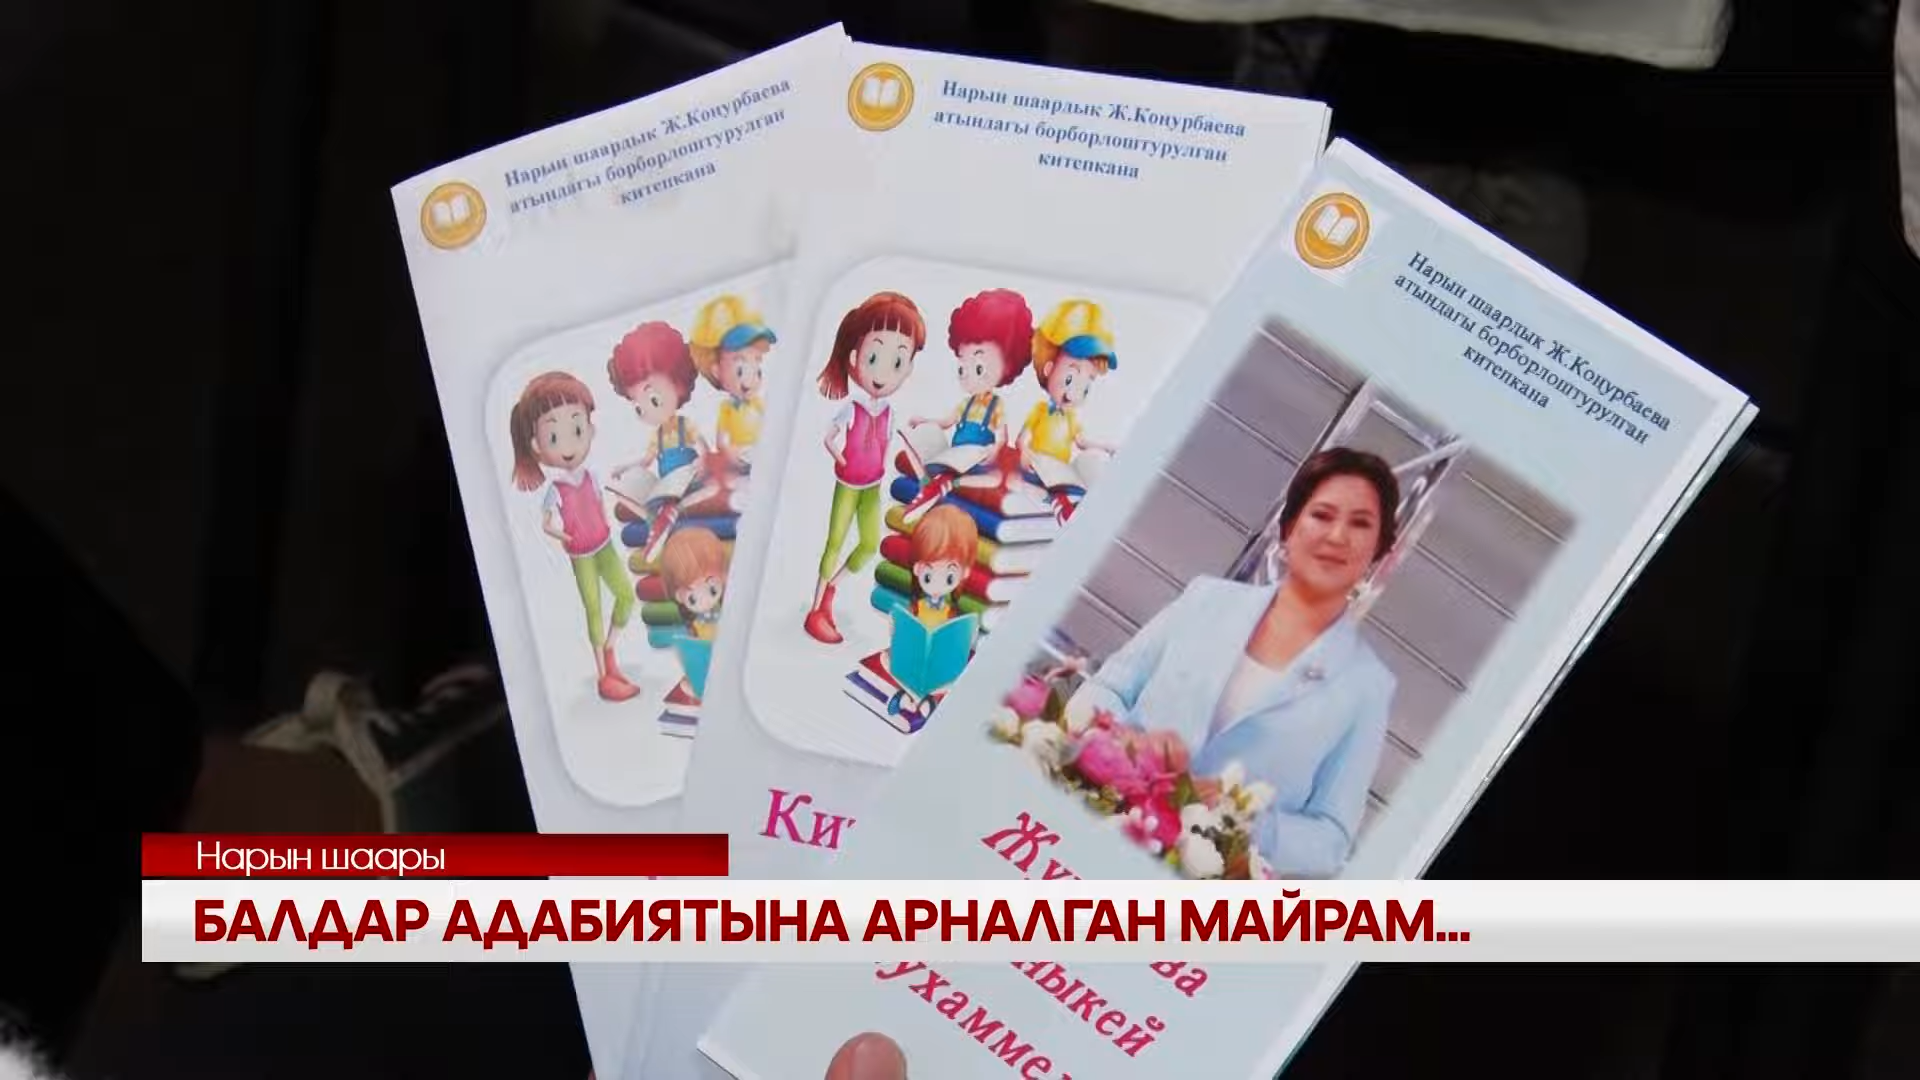 Нарын шаардык Ж.Коңурбаева
атындагы борборлоштурулган
китепкана
Нарын шаардык Ж.Коңурбаева
атындагы борборлоштурулган
китепкана
Нарын шаардык Ж.Коңурбаева
атындагы борборлоштурулган
китепкана
Нарын шаары
БАЛДАР АДАБИЯТЫНА АРНАЛГАН МАЙРАМ...